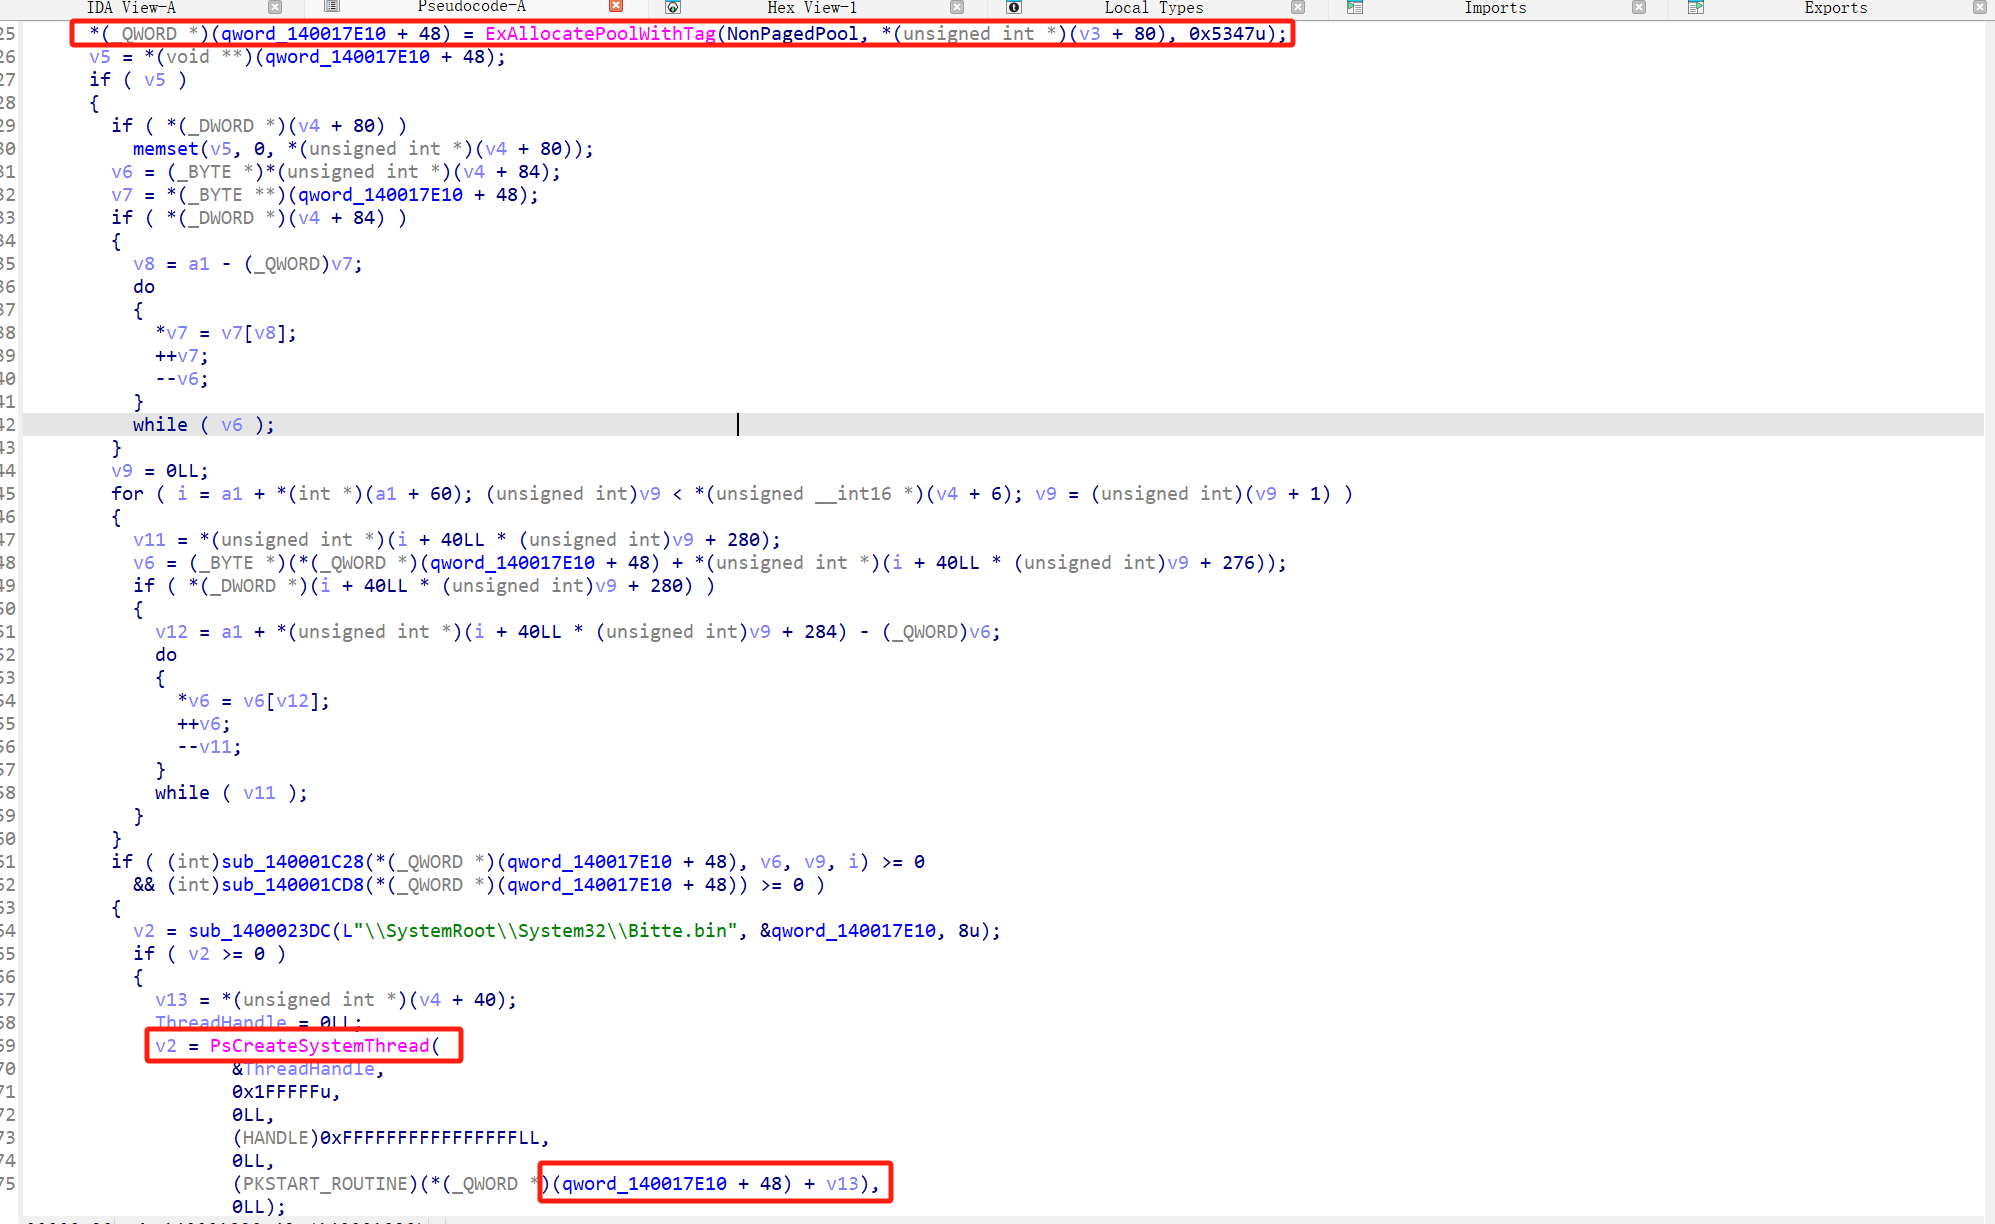 IDA View-A Pseudocode-A Hex View-1 Local Types Imports Exports
25 *(_QWORD *)(qword_140017E10 + 48) = ExAllocatePoolWithTag(NonPagedPool, *(unsigned int *)(v3 + 80), 0x5347u);
26 v5 = *(void **)(qword_140017E10 + 48);
27 if ( v5 )
28 {
29 if ( *(_DWORD *)(v4 + 80) )
30 memset(v5, 0, *(unsigned int *)(v4 + 80));
31 v6 = (_BYTE *)*(unsigned int *)(v4 + 84);
32 v7 = *(_BYTE **)(qword_140017E10 + 48);
33 if ( *(_DWORD *)(v4 + 84) )
34 {
35 v8 = a1 - (_QWORD)v7;
36 do
37 {
38 *v7 = v7[v8];
39 ++v7;
40 --v6;
41 }
42 while ( v6 );
43 }
44 v9 = 0LL;
45 for ( i = a1 + *(int *)(a1 + 60); (unsigned int)v9 < *(unsigned __int16 *)(v4 + 6); v9 = (unsigned int)(v9 + 1) )
46 {
47 v11 = *(unsigned int *)(i + 40LL * (unsigned int)v9 + 280);
48 v6 = (_BYTE *)(*(_QWORD *)(qword_140017E10 + 48) + *(unsigned int *)(i + 40LL * (unsigned int)v9 + 276));
49 if ( *(_DWORD *)(i + 40LL * (unsigned int)v9 + 280) )
50 {
51 v12 = a1 + *(unsigned int *)(i + 40LL * (unsigned int)v9 + 284) - (_QWORD)v6;
52 do
53 {
54 *v6 = v6[v12];
55 ++v6;
56 --v11;
57 }
58 while ( v11 );
59 }
60 }
61 if ( (int)sub_140001C28(*(_QWORD *)(qword_140017E10 + 48), v6, v9, i) >= 0
62 && (int)sub_140001CD8(*(_QWORD *)(qword_140017E10 + 48)) >= 0 )
63 {
64 v2 = sub_1400023DC(L"\\SystemRoot\\System32\\Bitte.bin", &qword_140017E10, 8u);
65 if ( v2 >= 0 )
66 {
67 v13 = *(unsigned int *)(v4 + 40);
68 ThreadHandle = 0LL;
69 v2 = PsCreateSystemThread(
70 &ThreadHandle,
71 0x1FFFFFu,
72 0LL,
73 (HANDLE)0xFFFFFFFFFFFFFFFFLL,
74 0LL,
75 (PKSTART_ROUTINE)(*(_QWORD *)(qword_140017E10 + 48) + v13),
0LL);